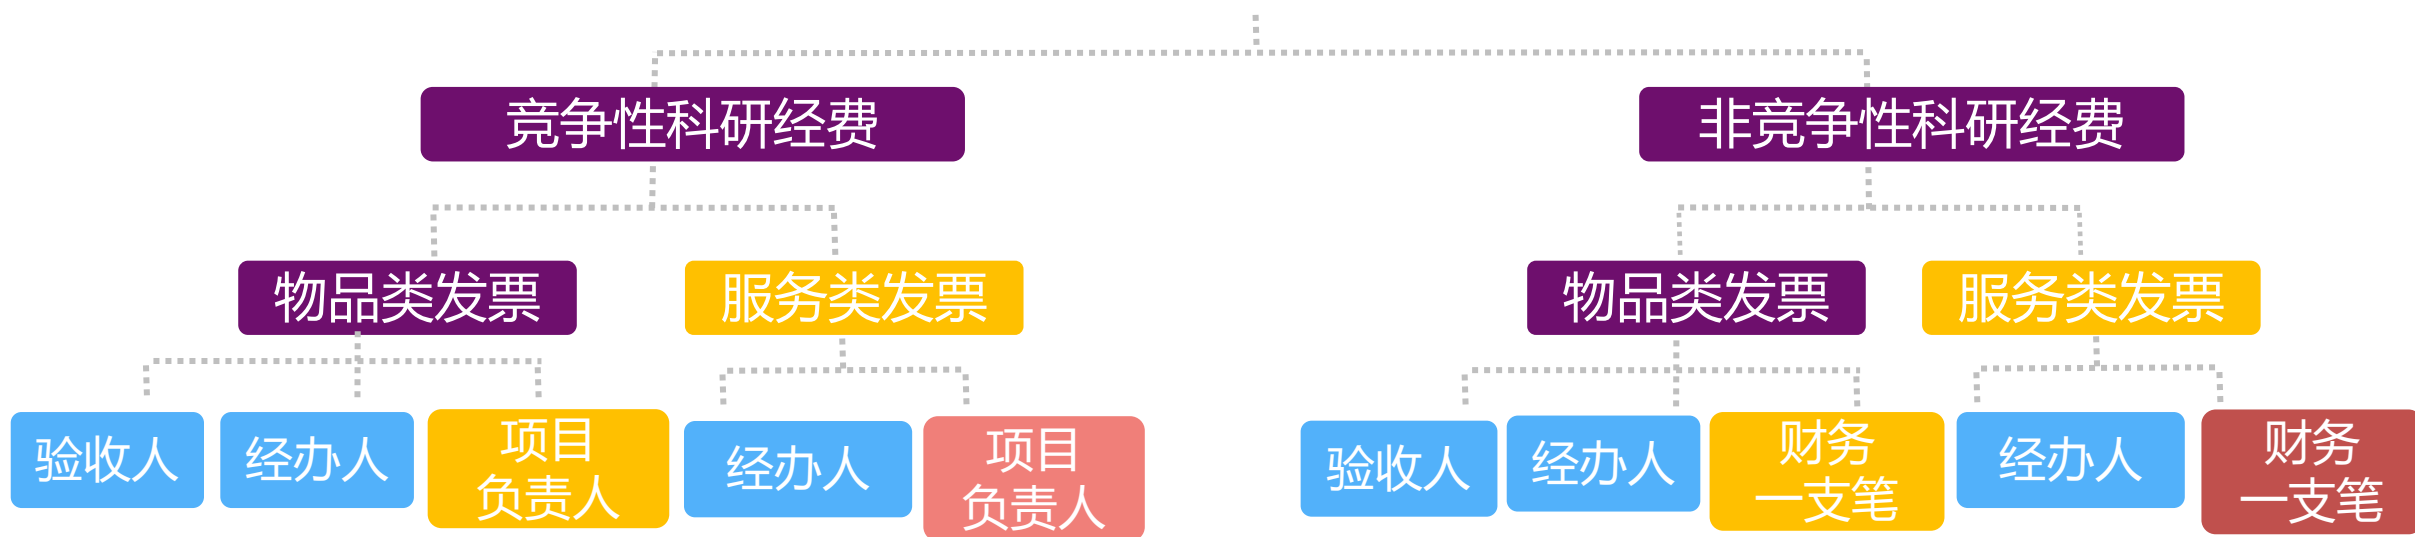 竞争性科研经费
非竞争性科研经费
物品类发票
服务类发票
物品类发票
服务类发票
验收人
经办人
项目
负责人
经办人
项目
负责人
验收人
经办人
财务
一支笔
经办人
财务
一支笔